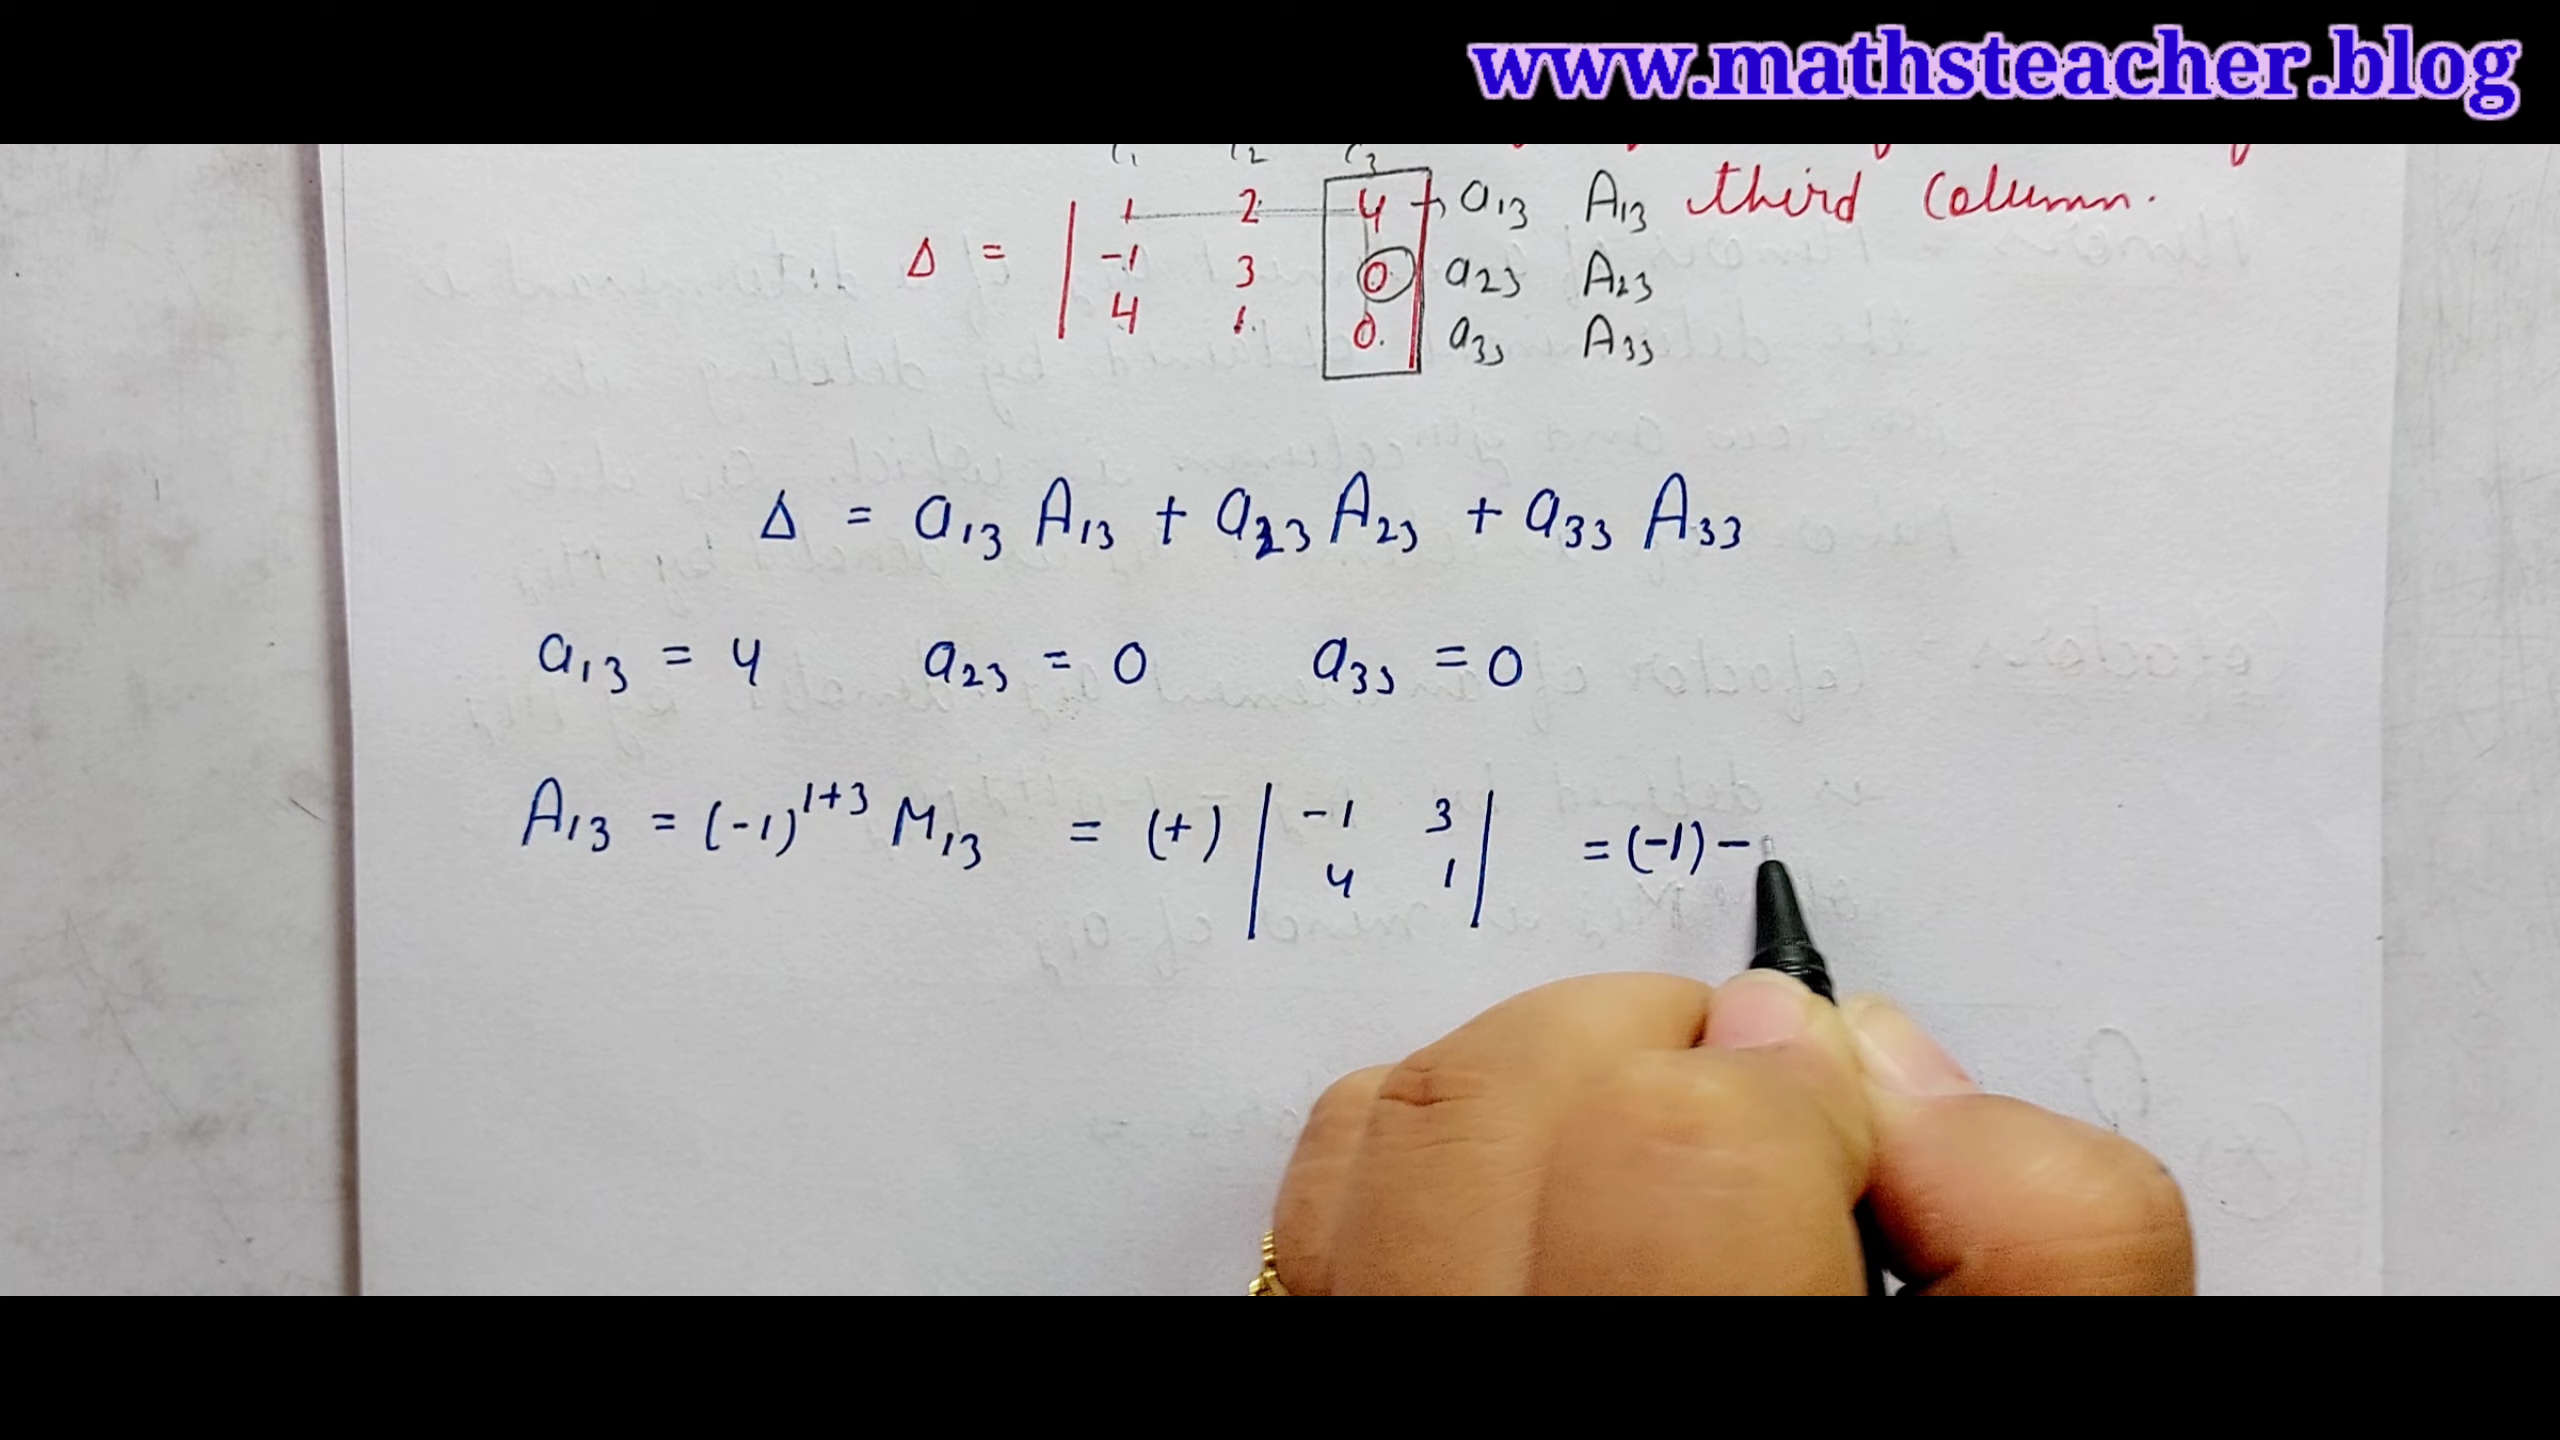 www.mathsteacher.blog
C₁ C₂ C₃
Δ = | 1 2 4 | → a₁₃ A₁₃ third Column.
| -1 3 0 | a₂₃ A₂₃
| 4 1 0 | a₃₃ A₃₃
Δ = a₁₃ A₁₃ + a₂₃ A₂₃ + a₃₃ A₃₃
a₁₃ = 4 a₂₃ = 0 a₃₃ = 0
A₁₃ = (-1)¹⁺³ M₁₃ = (+) | -1 3 | = (-1) -
| 4 1 |